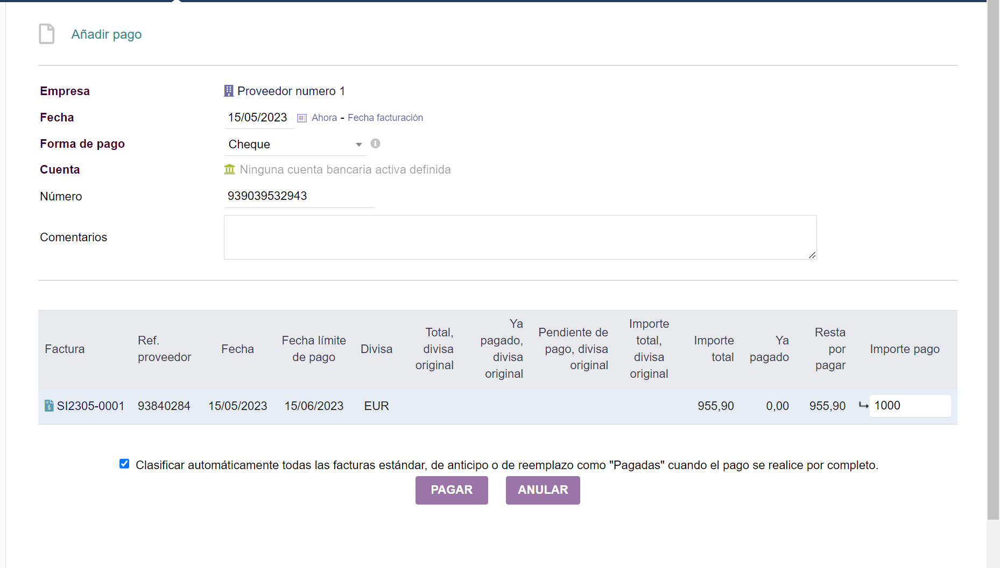 Añadir pago
Empresa Proveedor numero 1
Fecha 15/05/2023 Ahora - Fecha facturación
Forma de pago Cheque
Cuenta Ninguna cuenta bancaria activa definida
Número 939039532943
Comentarios
Factura Ref. proveedor Fecha Fecha límite de pago Divisa Total, divisa original Ya pagado, divisa original Pendiente de pago, divisa original Importe total, divisa original Importe total Ya pagado Resta por pagar Importe pago
SI2305-0001 93840284 15/05/2023 15/06/2023 EUR 955,90 0,00 955,90 1000
Clasificar automáticamente todas las facturas estándar, de anticipo o de reemplazo como "Pagadas" cuando el pago se realice por completo.
PAGAR ANULAR